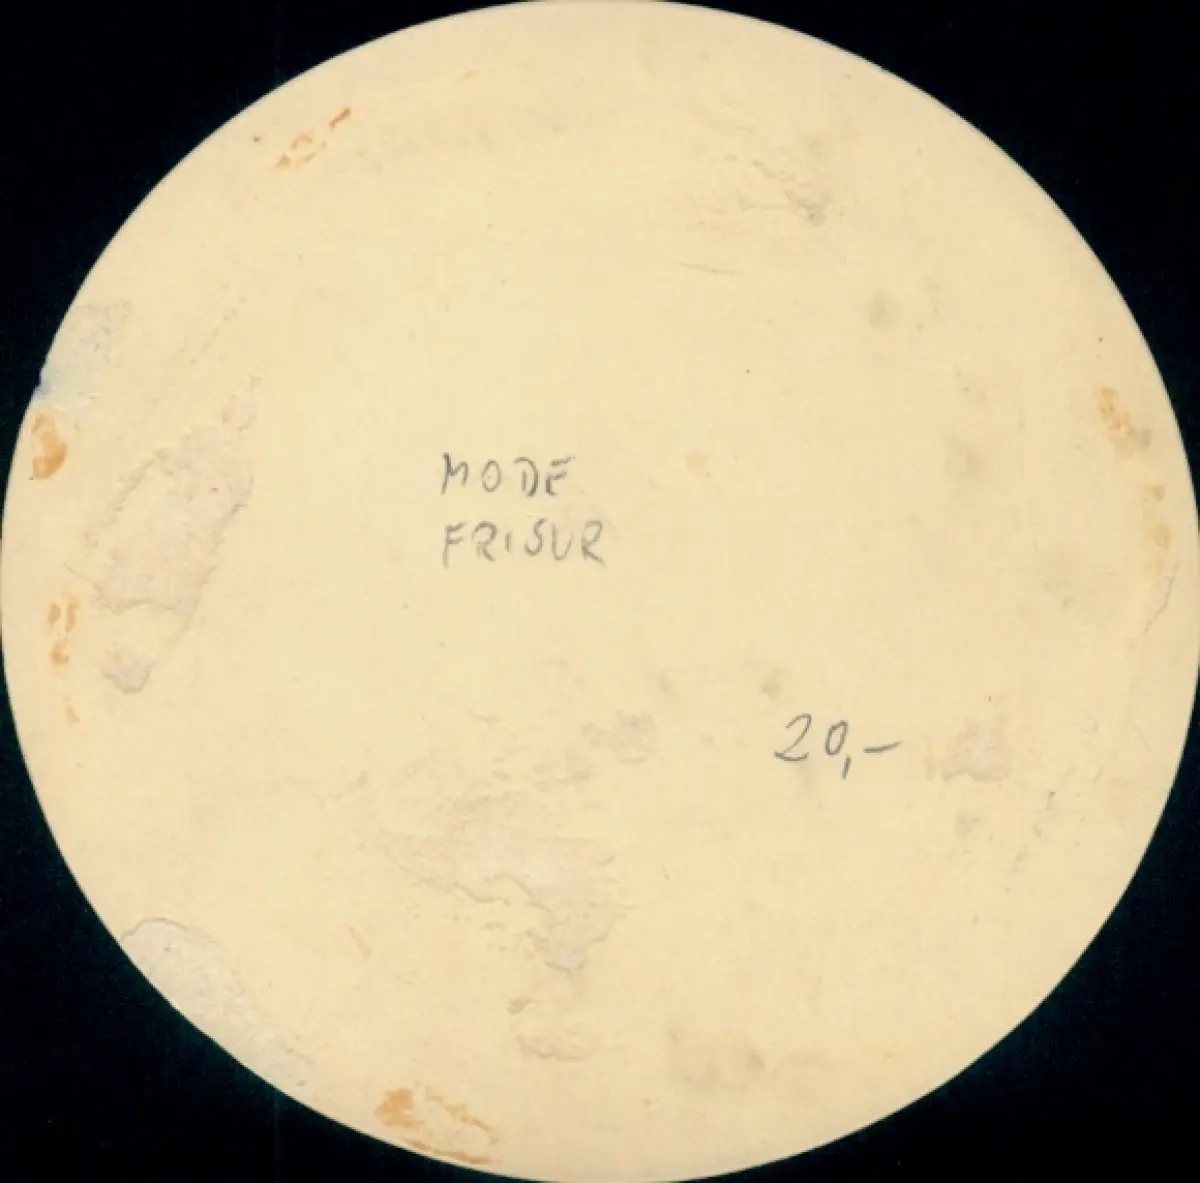 MODE
FRISUR
20,-